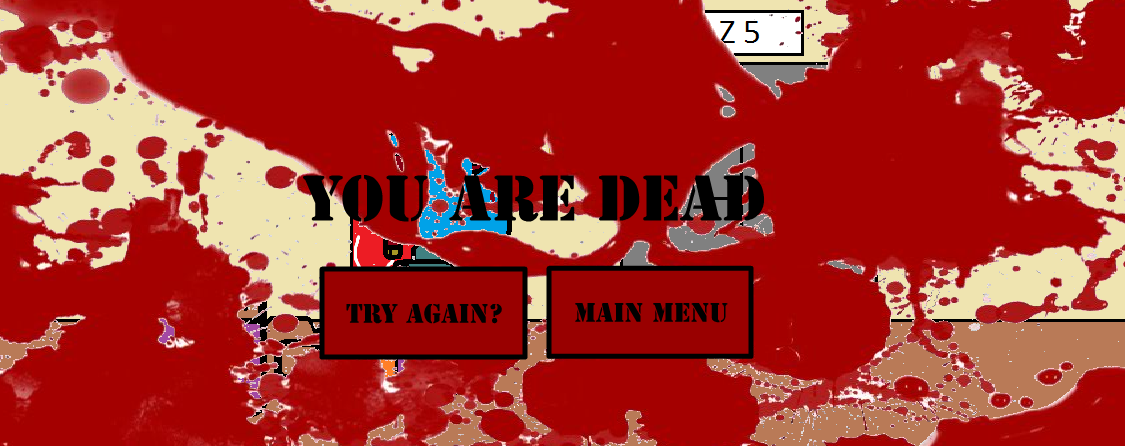 Z 5
YOU ARE DEAD
TRY AGAIN?
MAIN MENU